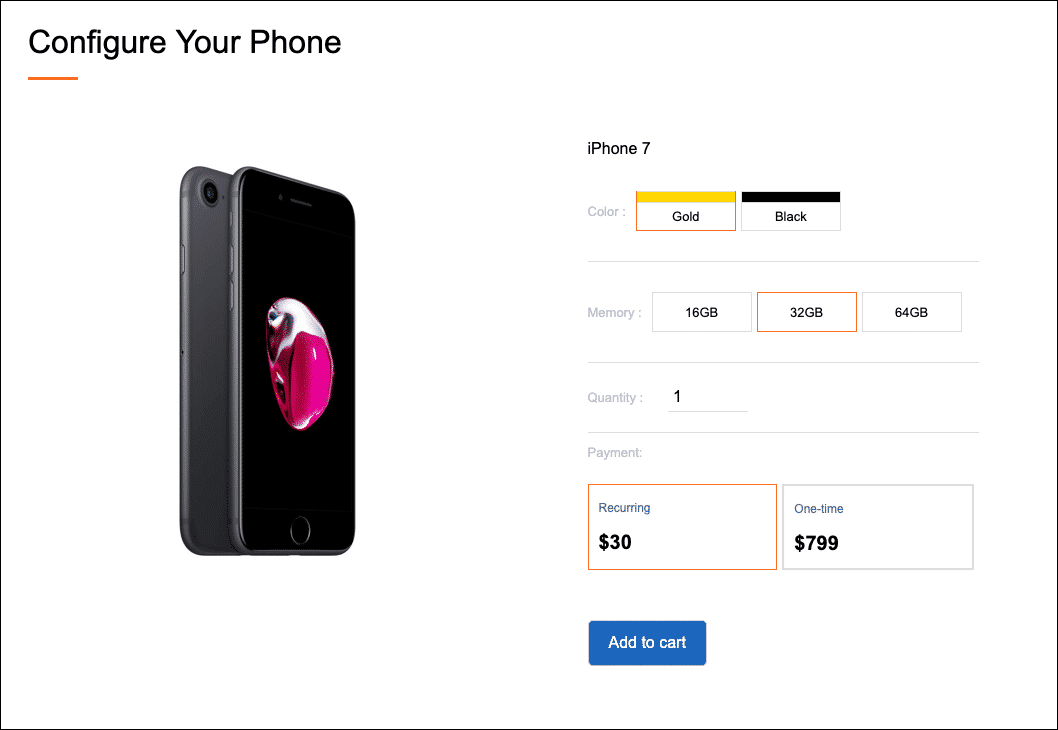 Configure Your Phone
iPhone 7
Color :
Gold
Black
Memory :
16GB
32GB
64GB
Quantity :
1
Payment:
Recurring
$30
One-time
$799
Add to cart